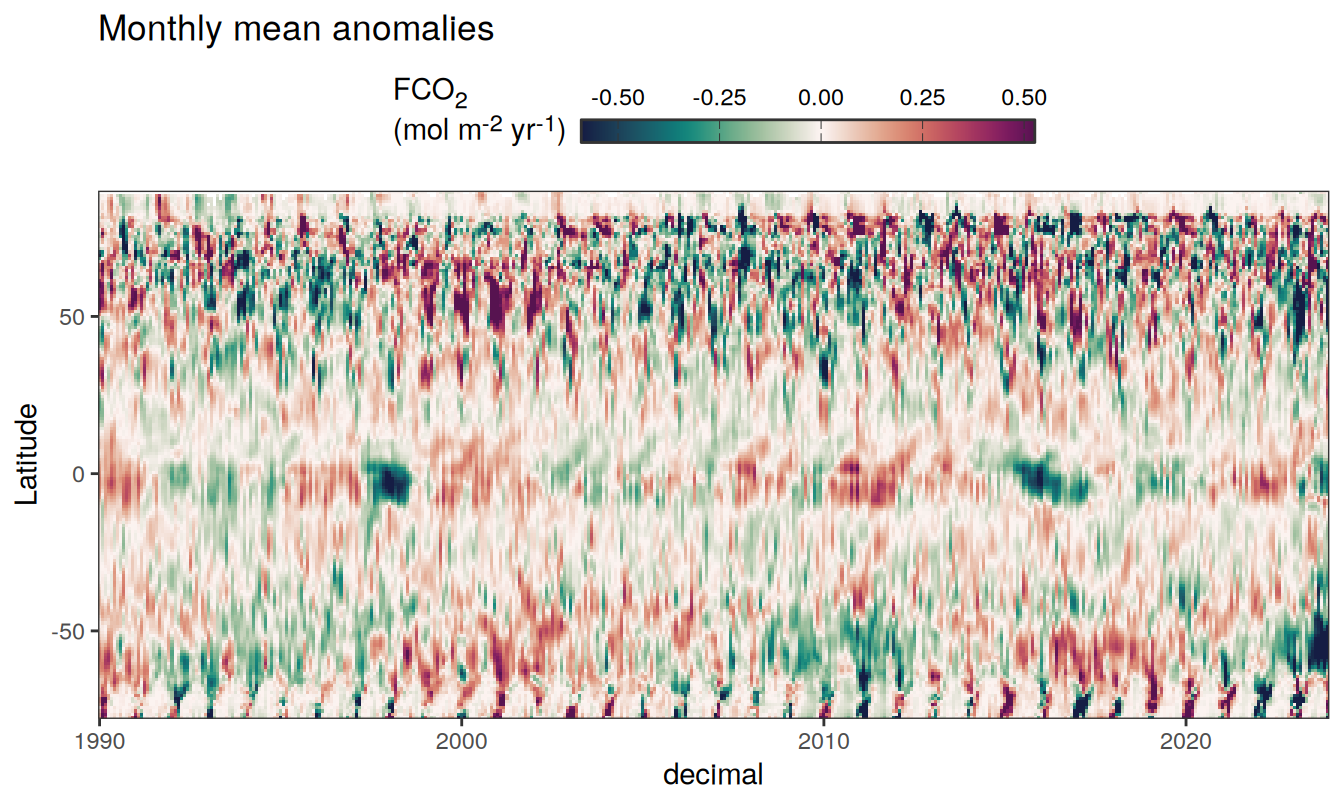 Monthly mean anomalies
FCO₂
(mol m⁻² yr⁻¹)
-0.50 -0.25 0.00 0.25 0.50
Latitude
50
0
-50
1990 2000 2010 2020
decimal